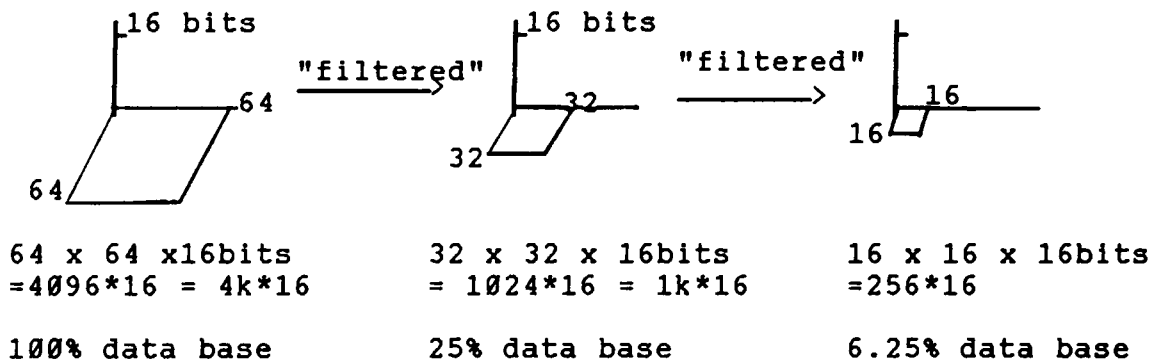 16 bits
"filtered"
64
64
16 bits
"filtered"
32
32
16
16
64 x 64 x16bits
=4096*16 = 4k*16
100% data base
32 x 32 x 16bits
= 1024*16 = 1k*16
25% data base
16 x 16 x 16bits
=256*16
6.25% data base